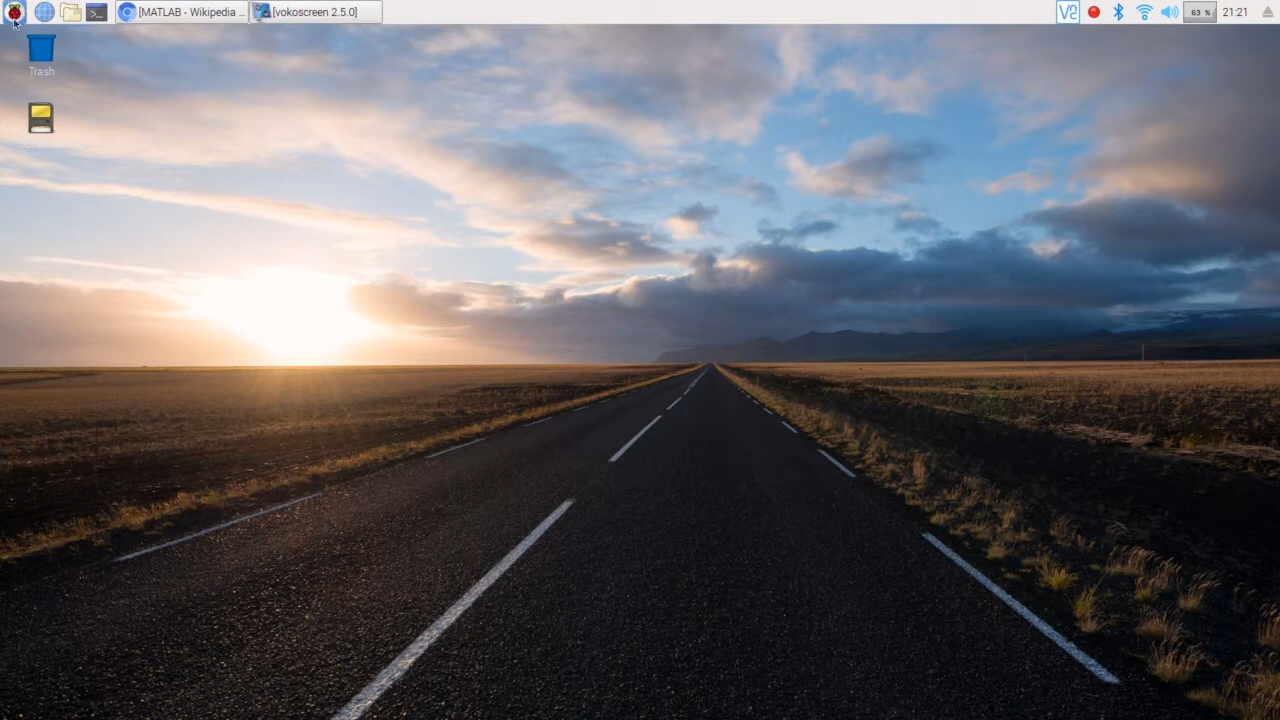 [MATLAB - Wikipedia ...
[vokoscreen 2.5.0]
63 %
21:21
Trash